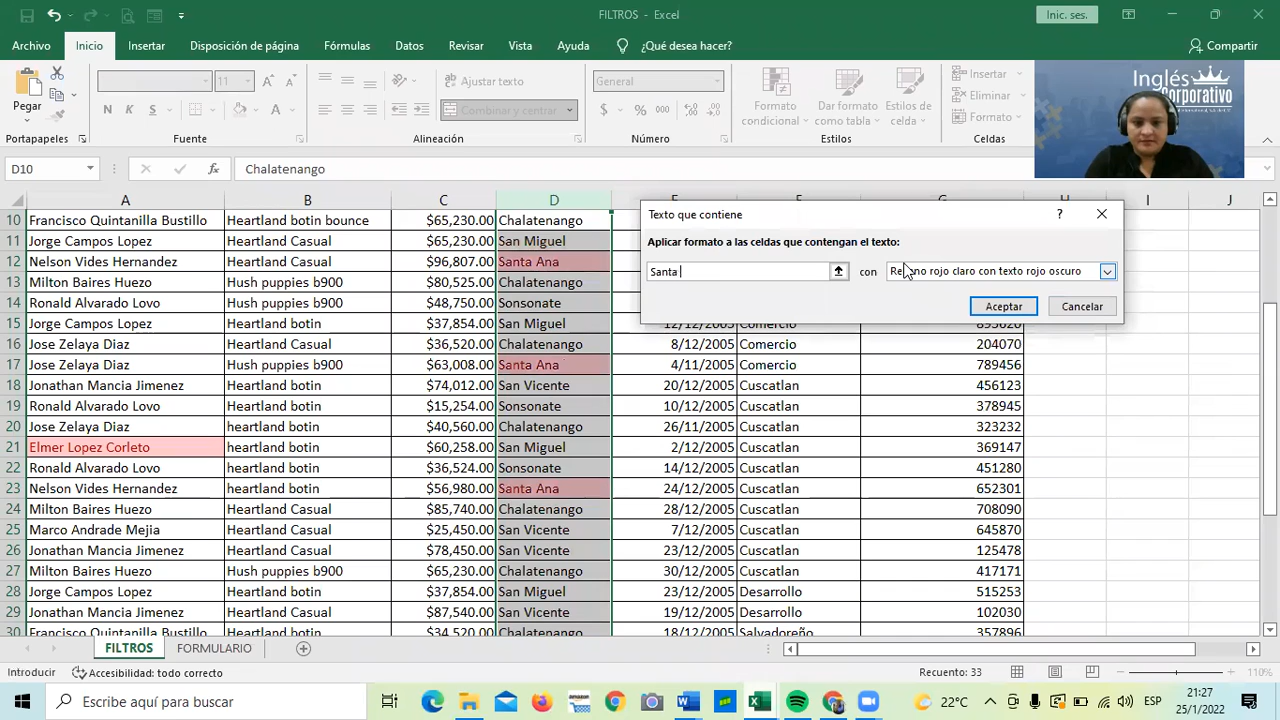 FILTROS - Excel
Inic. ses.
Archivo Inicio Insertar Disposición de página Fórmulas Datos Revisar Vista Ayuda ¿Qué desea hacer? Compartir
Pegar
N K S
11
Ajustar texto
Combinar y centrar
General
$ % 000
Formato condicional
Dar formato como tabla
Estilos de celda
Insertar
Eliminar
Formato
Portapapeles Fuente Alineación Número Estilos Celdas
Inglés
Corporativo
D10 fx Chalatenango
A B C D E F G H I J
10 Francisco Quintanilla Bustillo Heartland botin bounce $65,230.00 Chalatenango
11 Jorge Campos Lopez Heartland Casual $65,230.00 San Miguel
12 Nelson Vides Hernandez Heartland Casual $96,807.00 Santa Ana
13 Milton Baires Huezo Hush puppies b900 $80,525.00 Chalatenango
14 Ronald Alvarado Lovo Hush puppies b900 $48,750.00 Sonsonate
15 Jorge Campos Lopez Heartland botin $37,854.00 San Miguel 12/12/2005 Comercio 895620
16 Jose Zelaya Diaz Heartland Casual $36,520.00 Chalatenango 8/12/2005 Comercio 204070
17 Jose Zelaya Diaz Hush puppies b900 $63,008.00 Santa Ana 4/11/2005 Comercio 789456
18 Jonathan Mancia Jimenez Heartland botin $74,012.00 San Vicente 20/12/2005 Cuscatlan 456123
19 Ronald Alvarado Lovo Heartland botin $15,254.00 Sonsonate 10/12/2005 Cuscatlan 378945
20 Jose Zelaya Diaz heartland botin $40,560.00 Chalatenango 26/11/2005 Cuscatlan 323232
21 Elmer Lopez Corleto heartland botin $60,258.00 San Miguel 2/12/2005 Cuscatlan 369147
22 Ronald Alvarado Lovo heartland botin $36,524.00 Sonsonate 14/12/2005 Cuscatlan 451280
23 Nelson Vides Hernandez heartland botin $56,980.00 Santa Ana 24/12/2005 Cuscatlan 652301
24 Milton Baires Huezo Heartland Casual $85,740.00 Chalatenango 28/12/2005 Cuscatlan 708090
25 Marco Andrade Mejia Heartland Casual $25,450.00 San Vicente 7/12/2005 Cuscatlan 645870
26 Jonathan Mancia Jimenez Heartland Casual $78,450.00 San Vicente 22/12/2005 Cuscatlan 125478
27 Milton Baires Huezo Hush puppies b900 $65,230.00 Chalatenango 30/12/2005 Cuscatlan 417171
28 Jorge Campos Lopez Heartland Casual $37,854.00 San Miguel 23/12/2005 Desarrollo 515253
29 Jonathan Mancia Jimenez Heartland Casual $87,540.00 San Vicente 19/12/2005 Desarrollo 102030
30 Francisco Quintanilla Bustillo Heartland botin $34,520.00 Chalatenango 18/12/2005 Salvadoreño 357896
Texto que contiene ?
Aplicar formato a las celdas que contengan el texto:
Santa con rojo claro con texto rojo oscuro
Aceptar Cancelar
FILTROS FORMULARIO
Introducir Accesibilidad: todo correcto Recuento: 33 110%
Escribe aquí para buscar 22°C ESP 21:27
25/1/2022